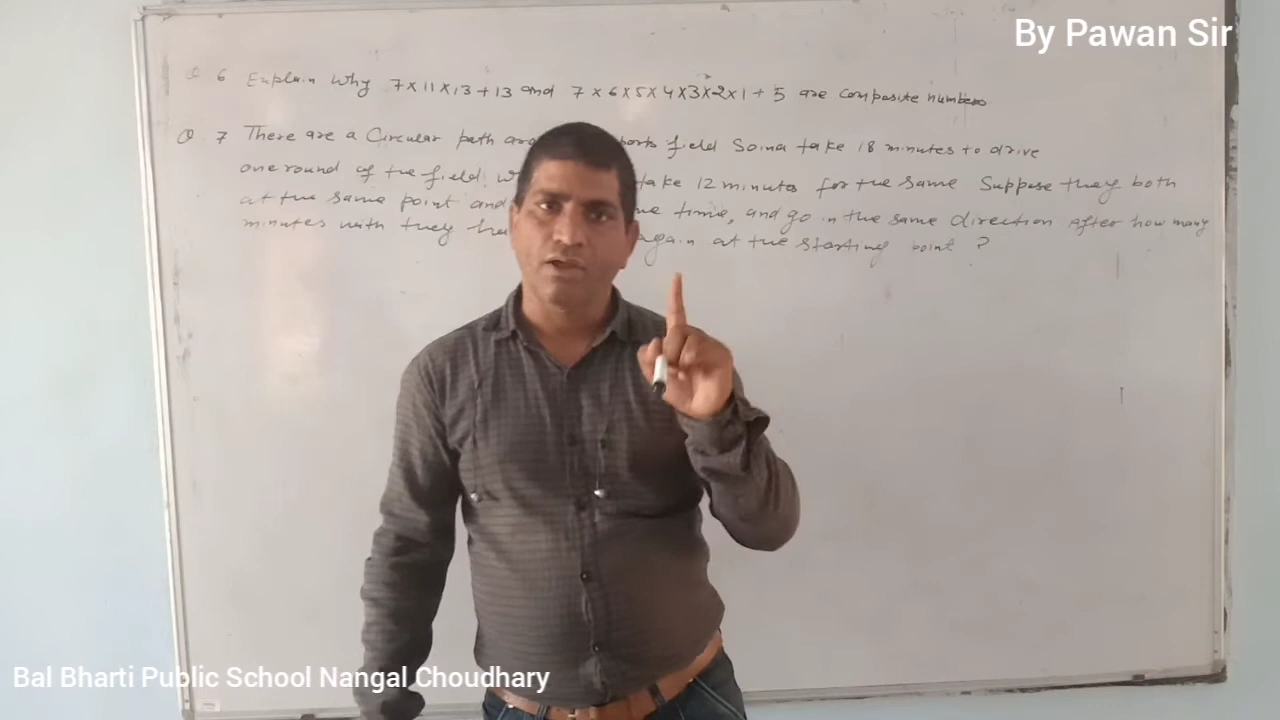 By Pawan Sir
Q 6 Explain Why 7×11×13+13 and 7×6×5×4×3×2×1+5 are composite numbers
Q 7 There are a Circular path field Soina take 18 minutes to drive
one round of the field take 12 minutes for the same Suppose they both
at the same point and time, and go in the same direction after how many
minutes with they again at the starting point ?
Bal Bharti Public School Nangal Choudhary